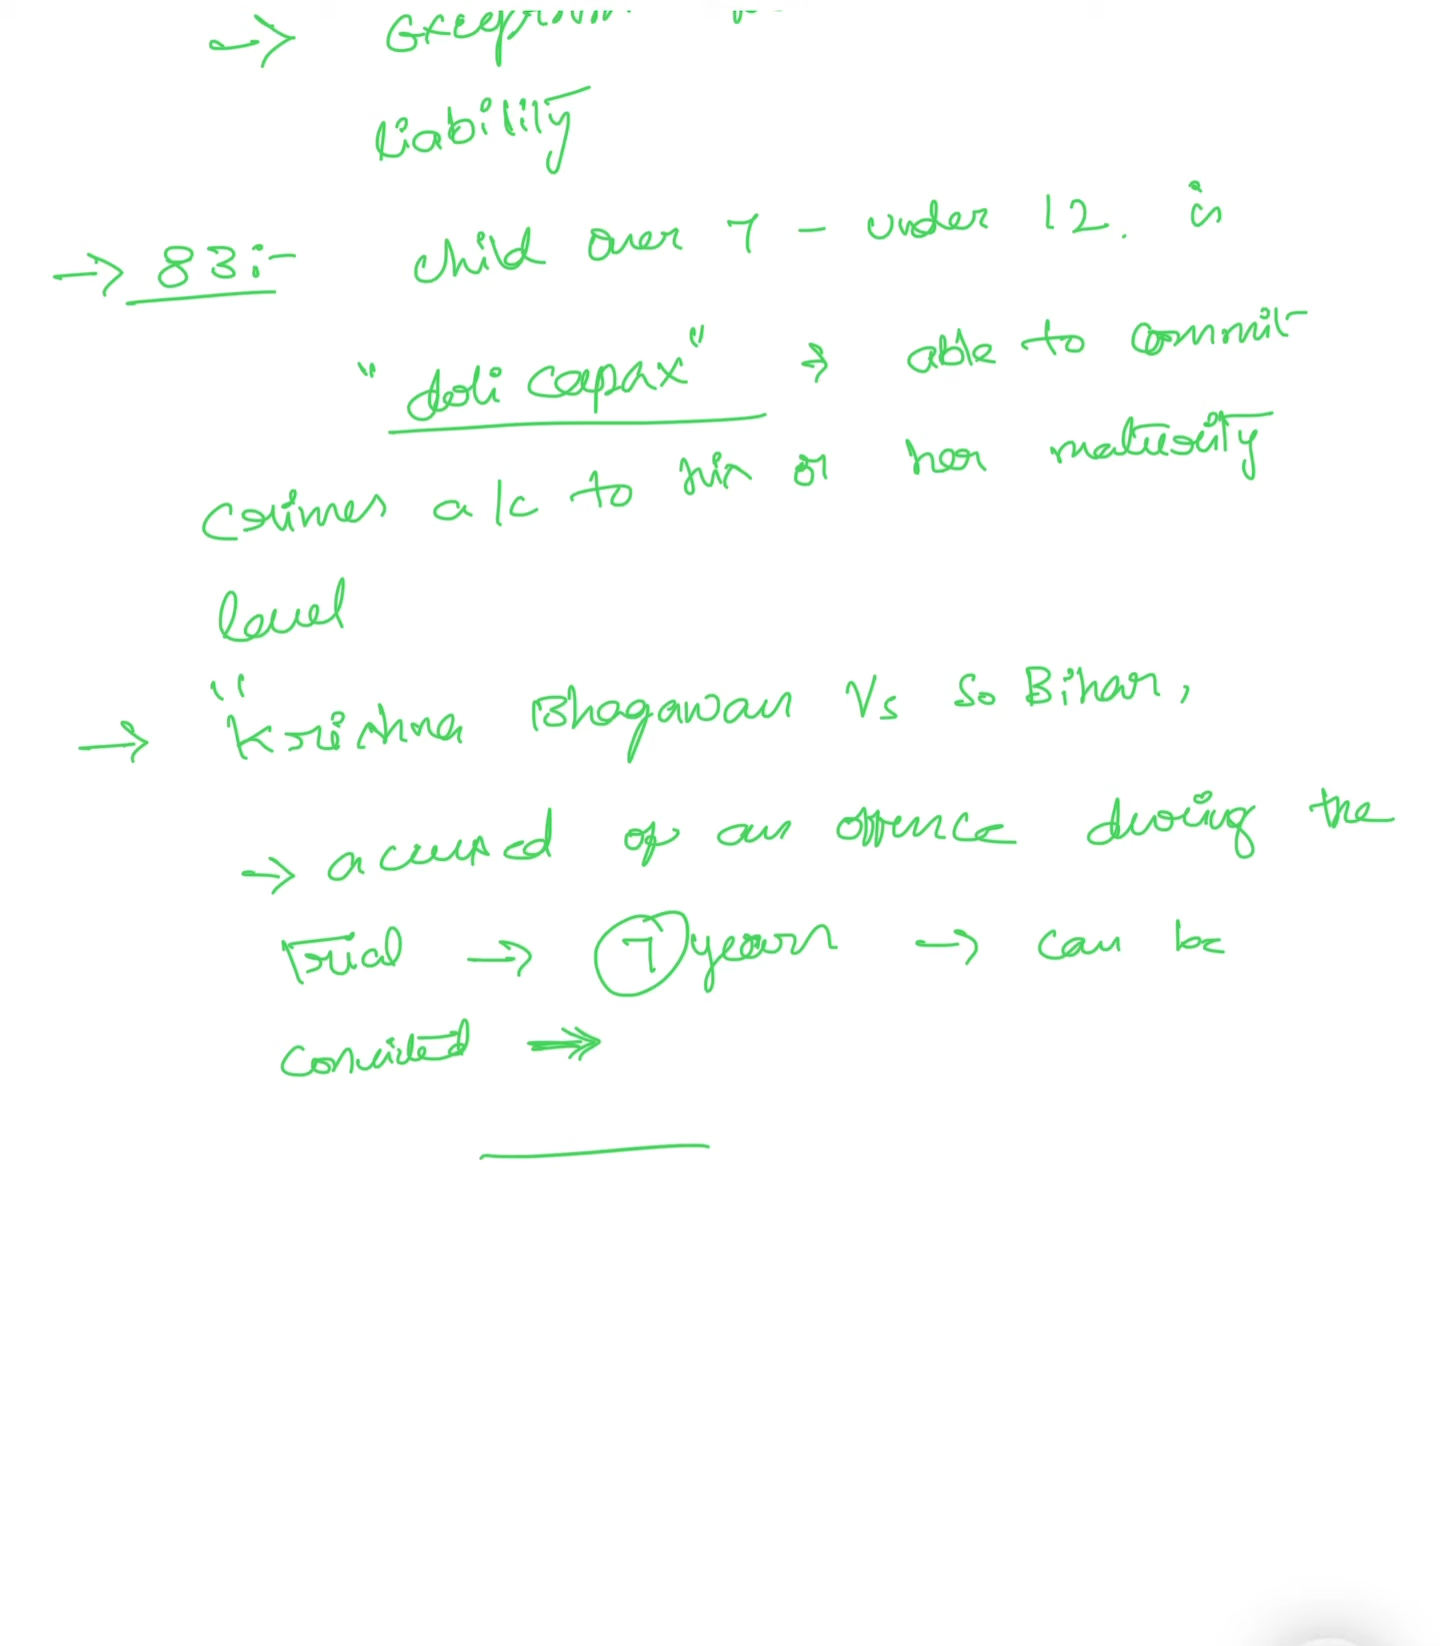 → 
liability
→ 83:- child over 7 - under 12. is
"doli capax" → able to commit
crimes a/c to his or her maturity
level
→ "Krishna Bhagawan Vs So Bihar,
→ accused of an offence during the
Trial → 7 years → can be
convicted →